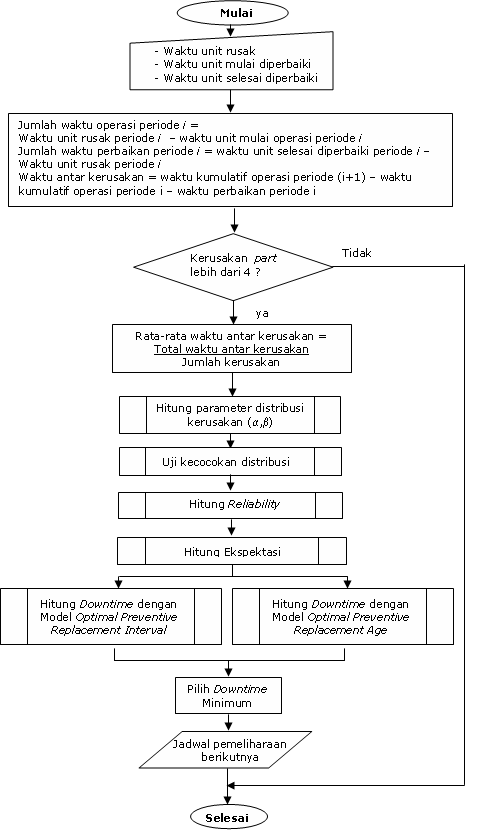 Mulai
- Waktu unit rusak
- Waktu unit mulai diperbaiki
- Waktu unit selesai diperbaiki
Jumlah waktu operasi periode i =
Waktu unit rusak periode i – waktu unit mulai operasi periode i
Jumlah waktu perbaikan periode i = waktu unit selesai diperbaiki periode i –
Waktu unit rusak periode i
Waktu antar kerusakan = waktu kumulatif operasi periode (i+1) – waktu
kumulatif operasi periode i – waktu perbaikan periode i
Kerusakan part
lebih dari 4 ?
Tidak
ya
Rata-rata waktu antar kerusakan =
Total waktu antar kerusakan
Jumlah kerusakan
Hitung parameter distribusi
kerusakan (α,β)
Uji kecocokan distribusi
Hitung Reliability
Hitung Ekspektasi
Hitung Downtime dengan
Model Optimal Preventive
Replacement Interval
Hitung Downtime dengan
Model Optimal Preventive
Replacement Age
Pilih Downtime
Minimum
Jadwal pemeliharaan
berikutnya
Selesai